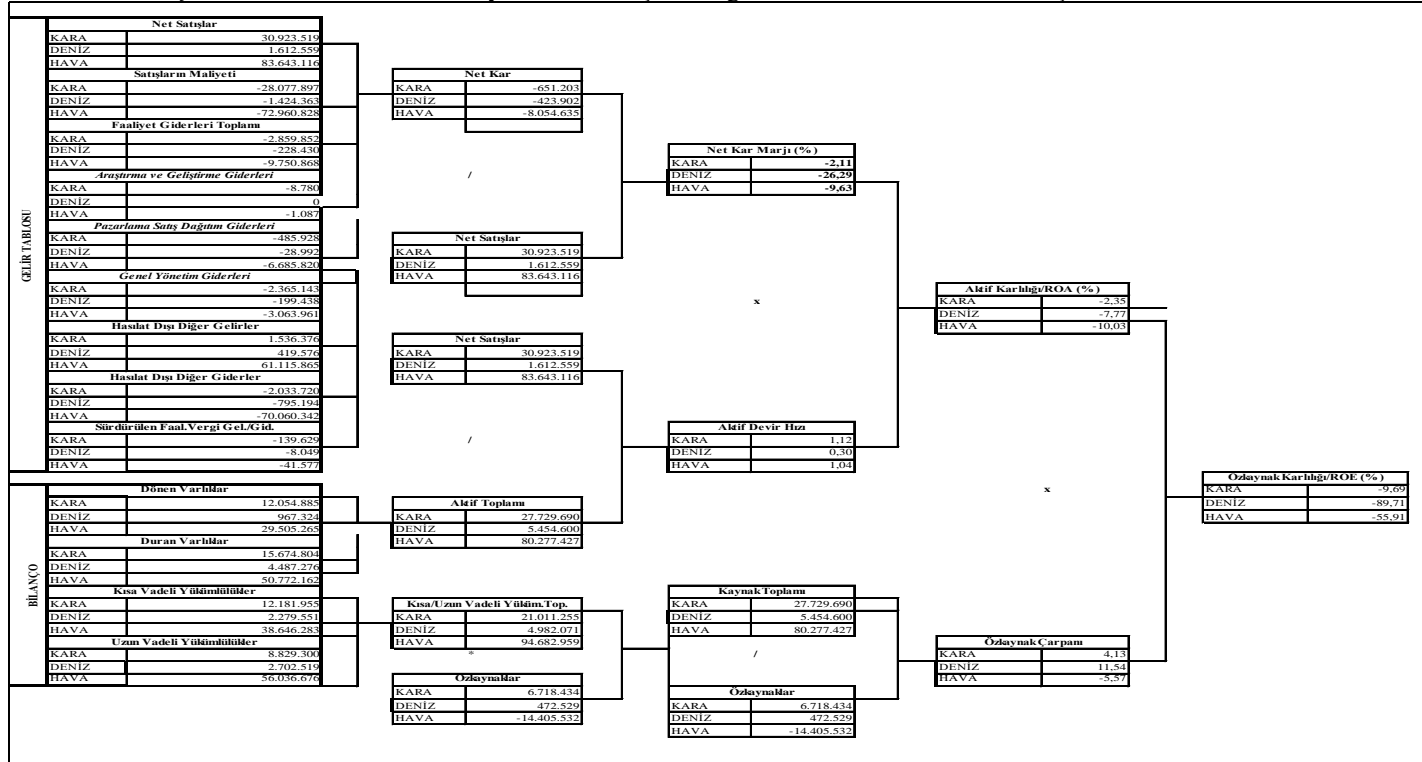 GELİR TABLOSU
Net Satışlar
KARA 30.923.519
DENİZ 1.612.559
HAVA 83.643.116
Satışların Maliyeti
KARA -28.077.897
DENİZ -1.424.363
HAVA -72.960.828
Faaliyet Giderleri Toplamı
KARA -2.859.852
DENİZ -228.430
HAVA -9.750.868
Araştırma ve Geliştirme Giderleri
KARA -8.780
DENİZ 0
HAVA -1.087
Pazarlama Satış Dağıtım Giderleri
KARA -485.928
DENİZ -28.992
HAVA -6.685.820
Genel Yönetim Giderleri
KARA -2.365.143
DENİZ -199.438
HAVA -3.063.961
Hasılat Dışı Diğer Gelirler
KARA 1.536.376
DENİZ 419.576
HAVA 61.115.865
Hasılat Dışı Diğer Giderler
KARA -2.033.720
DENİZ -795.194
HAVA -70.060.342
Sürdürülen Faal.Vergi Gel./Gid.
KARA -139.629
DENİZ -8.049
HAVA -41.577
BİLANÇO
Dönen Varlıklar
KARA 12.054.885
DENİZ 967.324
HAVA 29.505.265
Duran Varlıklar
KARA 15.674.804
DENİZ 4.487.276
HAVA 50.772.162
Kısa Vadeli Yükümlülükler
KARA 12.181.955
DENİZ 2.279.551
HAVA 38.646.283
Uzun Vadeli Yükümlülükler
KARA 8.829.300
DENİZ 2.702.519
HAVA 56.036.676
Net Kar
KARA -651.203
DENİZ -423.902
HAVA -8.054.635
/
Net Satışlar
KARA 30.923.519
DENİZ 1.612.559
HAVA 83.643.116
Net Satışlar
KARA 30.923.519
DENİZ 1.612.559
HAVA 83.643.116
/
Aktif Toplamı
KARA 27.729.690
DENİZ 5.454.600
HAVA 80.277.427
Kısa/Uzun Vadeli Yüküm.Top.
KARA 21.011.255
DENİZ 4.982.071
HAVA 94.682.959
*
Özkaynaklar
KARA 6.718.434
DENİZ 472.529
HAVA -14.405.532
Net Kar Marjı (%)
KARA -2,11
DENİZ -26,29
HAVA -9,63
x
Aktif Devir Hızı
KARA 1,12
DENİZ 0,30
HAVA 1,04
Kaynak Toplamı
KARA 27.729.690
DENİZ 5.454.600
HAVA 80.277.427
/
Özkaynaklar
KARA 6.718.434
DENİZ 472.529
HAVA -14.405.532
Aktif Karlılığı/ROA (%)
KARA -2,35
DENİZ -7,77
HAVA -10,03
x
Özkaynak Çarpanı
KARA 4,13
DENİZ 11,54
HAVA -5,57
Özkaynak Karlılığı/ROE (%)
KARA -9,69
DENİZ -89,71
HAVA -55,91